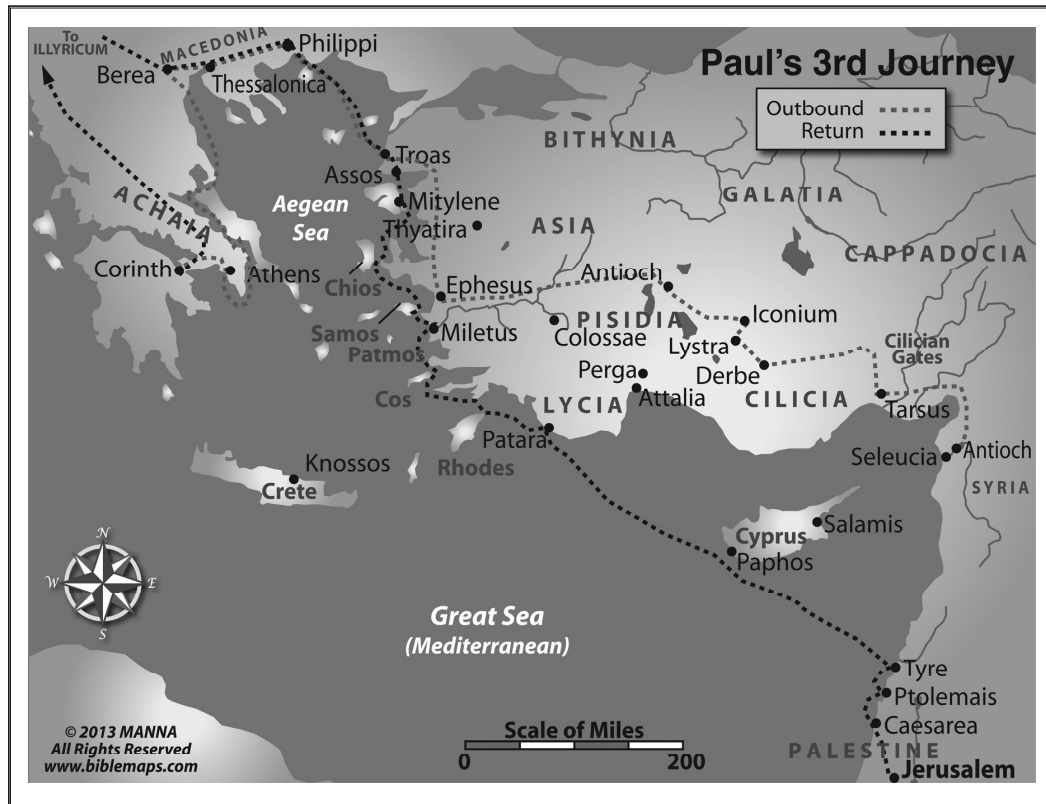 Paul's 3rd Journey
Outbound
Return
To
ILLYRICUM
MACEDONIA
Philippi
Berea
Thessalonica
BITHYNIA
Troas
Assos
GALATIA
ACHAIA
Aegean
Sea
Mitylene
Thyatira
ASIA
CAPPADOCIA
Corinth
Athens
Chios
Ephesus
Antioch
Samos
Patmos
Miletus
Colossae
PISIDIA
Iconium
Lystra
Cilician
Gates
Perga
Derbe
Cos
LYCIA
Attalia
CILICIA
Tarsus
Patara
Rhodes
Knossos
Crete
Seleucia
Antioch
SYRIA
Salamis
Cyprus
Paphos
N
W
E
S
Great Sea
(Mediterranean)
Tyre
Ptolemais
Caesarea
PALESTINE
Jerusalem
© 2013 MANNA
All Rights Reserved
www.biblemaps.com
Scale of Miles
0
200